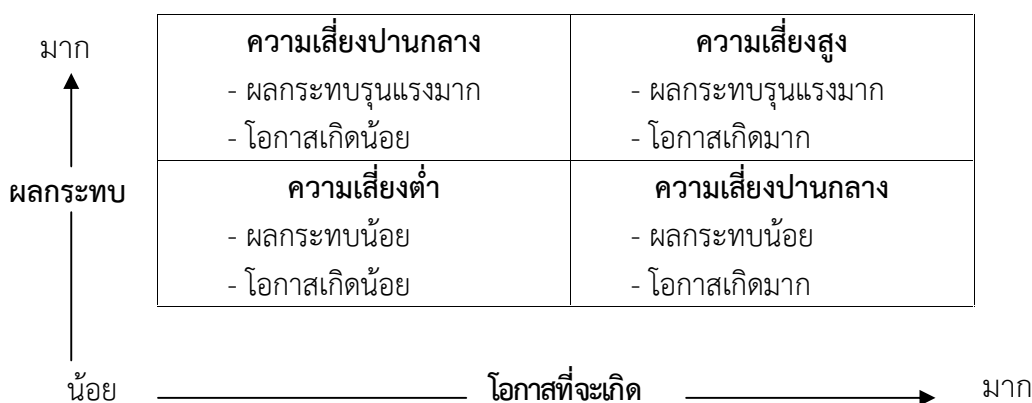 มาก
ความเสี่ยงปานกลาง
- ผลกระทบรุนแรงมาก
- โอกาสเกิดน้อย
ความเสี่ยงสูง
- ผลกระทบรุนแรงมาก
- โอกาสเกิดมาก
ผลกระทบ
ความเสี่ยงต่ำ
- ผลกระทบน้อย
- โอกาสเกิดน้อย
ความเสี่ยงปานกลาง
- ผลกระทบน้อย
- โอกาสเกิดมาก
น้อย
โอกาสที่จะเกิด
มาก